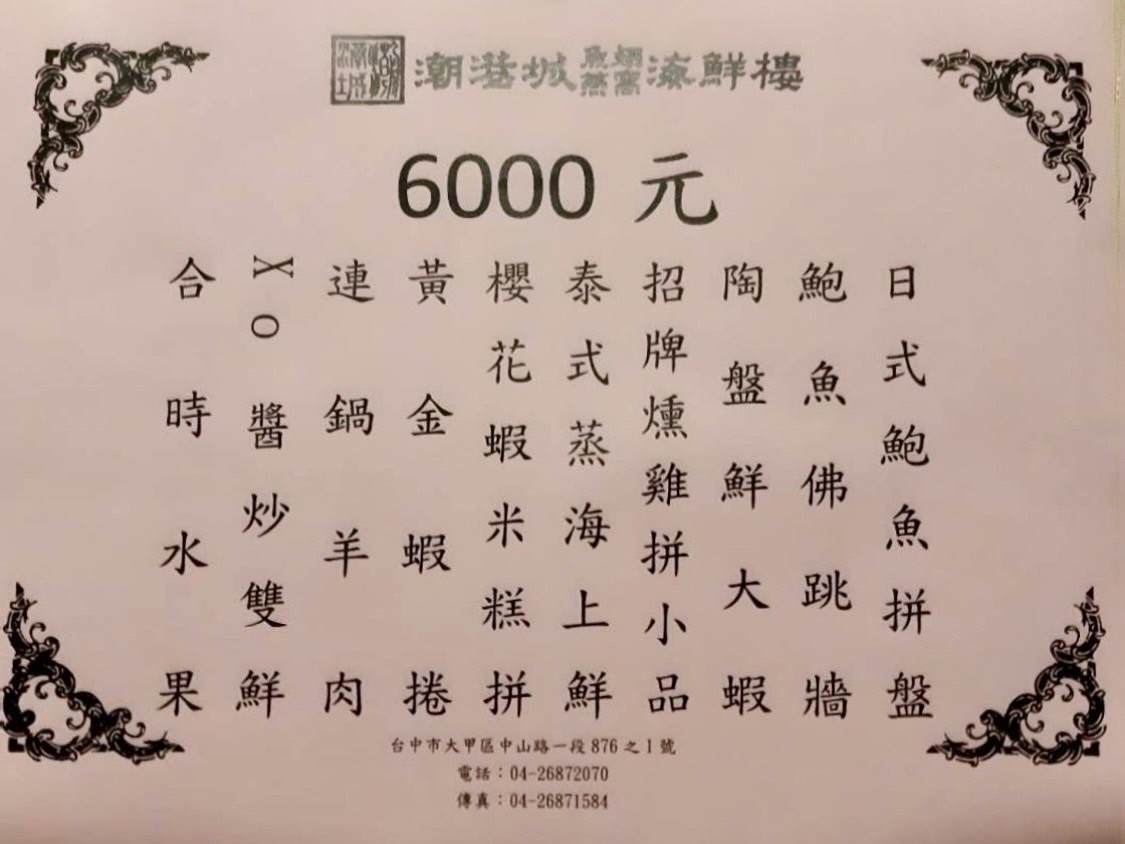 潮港城魚翅燕窩海鮮樓
6000 元
日式鮑魚拼盤
鮑魚佛跳牆
陶盤鮮大蝦
招牌燻雞拼小品
泰式蒸海上鮮
櫻花蝦米糕拼
黃金蝦捲
連鍋羊肉
XO醬炒雙鮮
合時水果
台中市大甲區中山路一段876之1號
電話：04-26872070
傳真：04-26871584